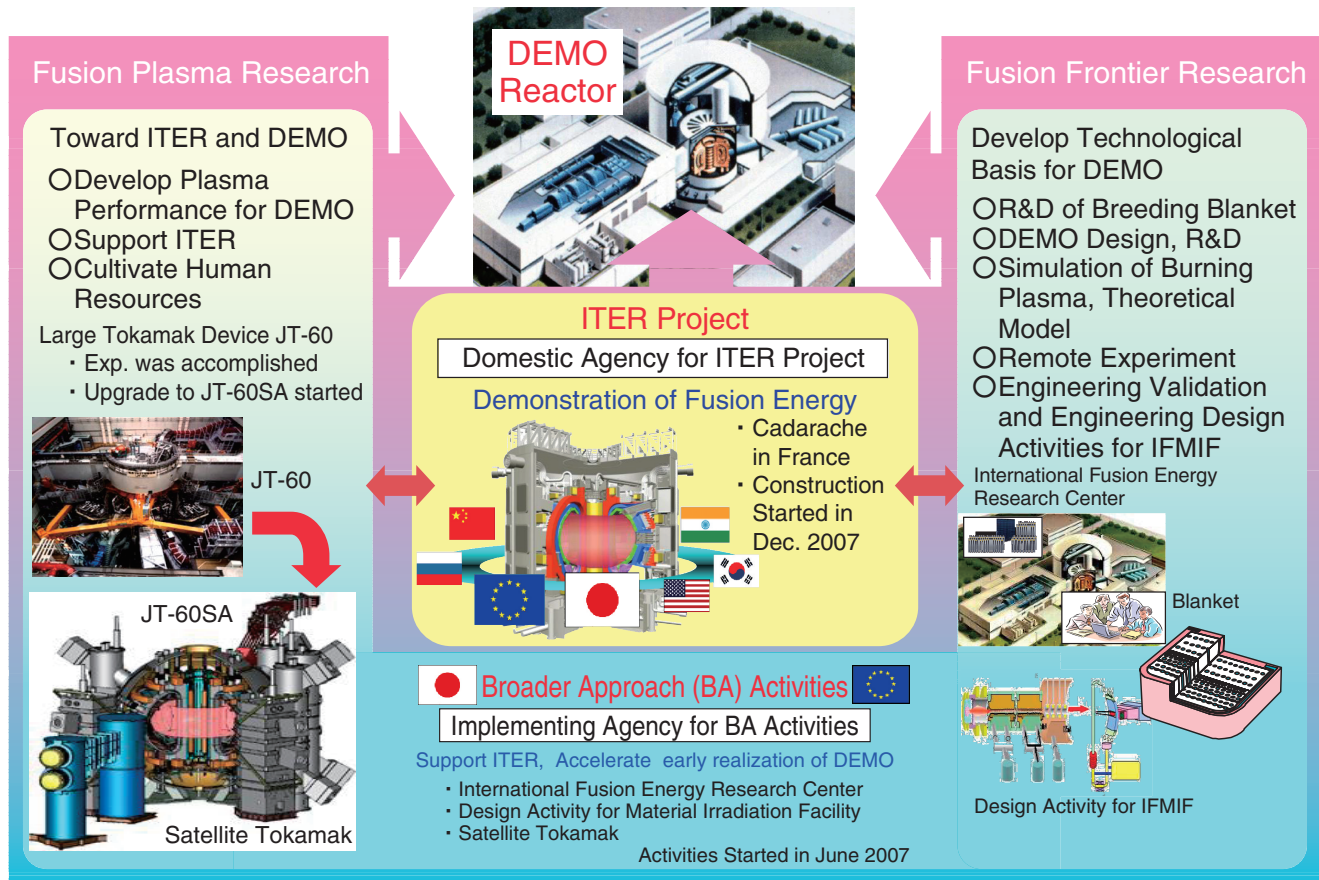 Fusion Plasma Research
Toward ITER and DEMO
○Develop Plasma
Performance for DEMO
○Support ITER
○Cultivate Human
Resources
Large Tokamak Device JT-60
・Exp. was accomplished
・Upgrade to JT-60SA started
JT-60
JT-60SA
Satellite Tokamak
DEMO
Reactor
ITER Project
Domestic Agency for ITER Project
Demonstration of Fusion Energy
・Cadarache
in France
・Construction
Started in
Dec. 2007
Broader Approach (BA) Activities
Implementing Agency for BA Activities
Support ITER, Accelerate early realization of DEMO
・International Fusion Energy Research Center
・Design Activity for Material Irradiation Facility
・Satellite Tokamak
Activities Started in June 2007
Fusion Frontier Research
Develop Technological
Basis for DEMO
○R&D of Breeding Blanket
○DEMO Design, R&D
○Simulation of Burning
Plasma, Theoretical
Model
○Remote Experiment
○Engineering Validation
and Engineering Design
Activities for IFMIF
International Fusion Energy
Research Center
Blanket
Design Activity for IFMIF